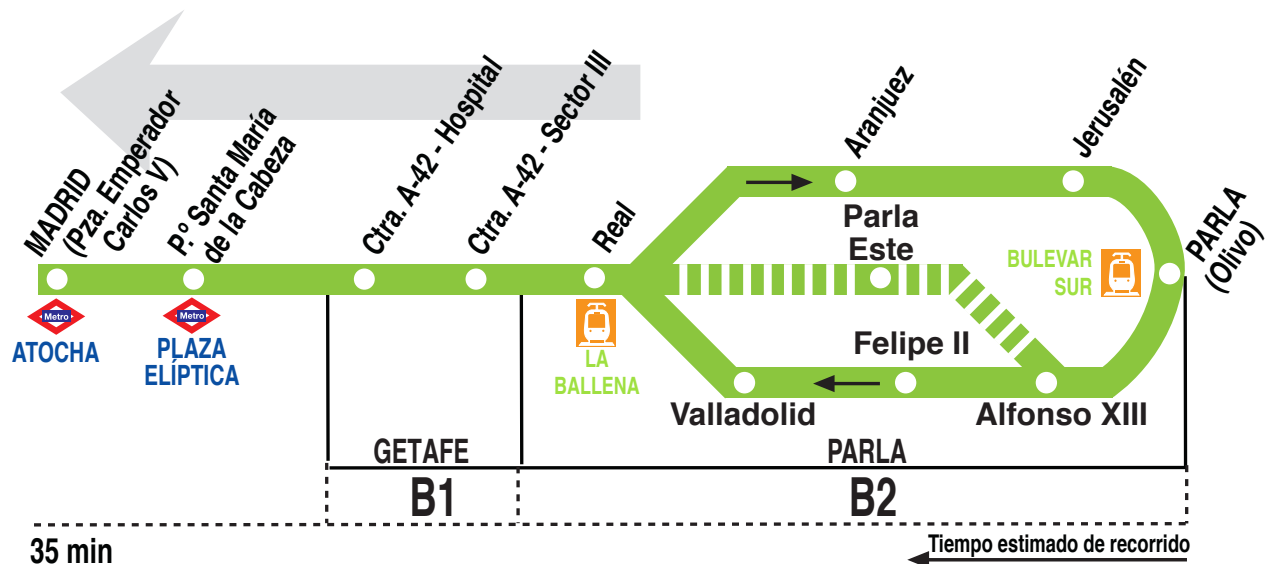 MADRID
(Pza. Emperador
Carlos V)
P.º Santa María
de la Cabeza
Ctra. A-42 - Hospital
Ctra. A-42 - Sector III
Real
Aranjuez
Jerusalén
PARLA
(Olivo)
Parla
Este
BULEVAR
SUR
Metro
ATOCHA
Metro
PLAZA
ELÍPTICA
LA
BALLENA
Felipe II
Valladolid
Alfonso XIII
GETAFE
PARLA
B1
B2
35 min
Tiempo estimado de recorrido